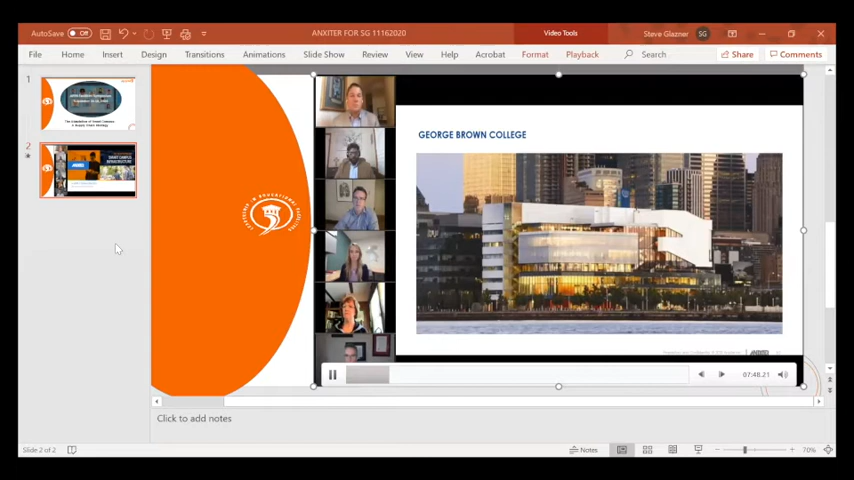 AutoSave Off
ANXITER FOR SG 11162020
Video Tools
Steve Glazner SG
File Home Insert Design Transitions Animations Slide Show Review View Help Acrobat Format Playback Search Share Comments
1
2
GEORGE BROWN COLLEGE
ANIXTER
07:48.21
Click to add notes
Slide 2 of 2
Notes
70%